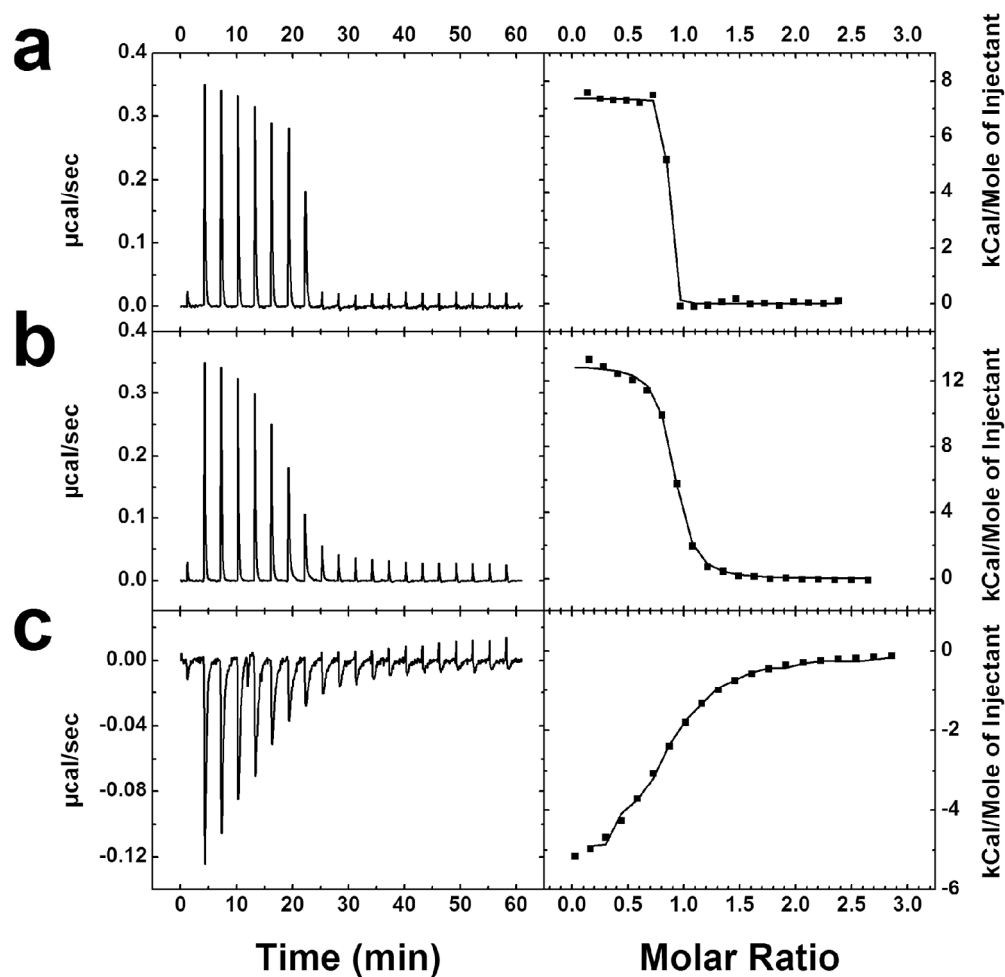 a
0 10 20 30 40 50 60
0.0 0.5 1.0 1.5 2.0 2.5 3.0
0.4
0.3
0.2
0.1
0.0
µcal/sec
8
6
4
2
0
kCal/Mole of Injectant
b
0.4
0.3
0.2
0.1
0.0
µcal/sec
12
8
4
0
kCal/Mole of Injectant
c
0.00
-0.04
-0.08
-0.12
µcal/sec
0
-2
-4
-6
kCal/Mole of Injectant
0 10 20 30 40 50 60
0.0 0.5 1.0 1.5 2.0 2.5 3.0
Time (min)
Molar Ratio